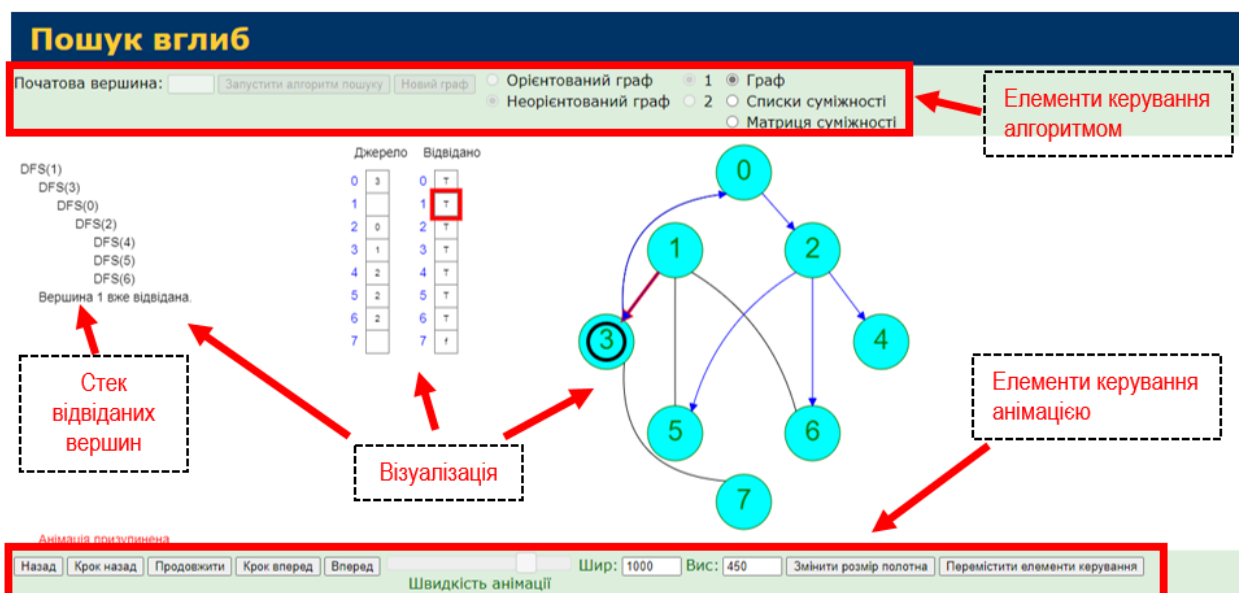 Пошук вглиб
Початова вершина: Запустити алгоритм пошуку Новий граф Орієнтований граф 1 Граф
Неорієнтований граф 2 Списки суміжності
Матриця суміжності
Елементи керування
алгоритмом
DFS(1)
DFS(3)
DFS(0)
DFS(2)
DFS(4)
DFS(5)
DFS(6)
Вершина 1 вже відвідана.
Стек
відвіданих
вершин
Джерело Відвідано
0 3 0 T
1 1 T
2 0 2 T
3 1 3 T
4 2 4 T
5 2 5 T
6 2 6 T
7 7 f
Візуалізація
0
1 2
3 4
5 6
7
Елементи керування
анімацією
Анімація призупинена
Назад Крок назад Продовжити Крок вперед Вперед Шир: 1000 Вис: 450 Змінити розмір полотна Перемістити елементи керування
Швидкість анімації